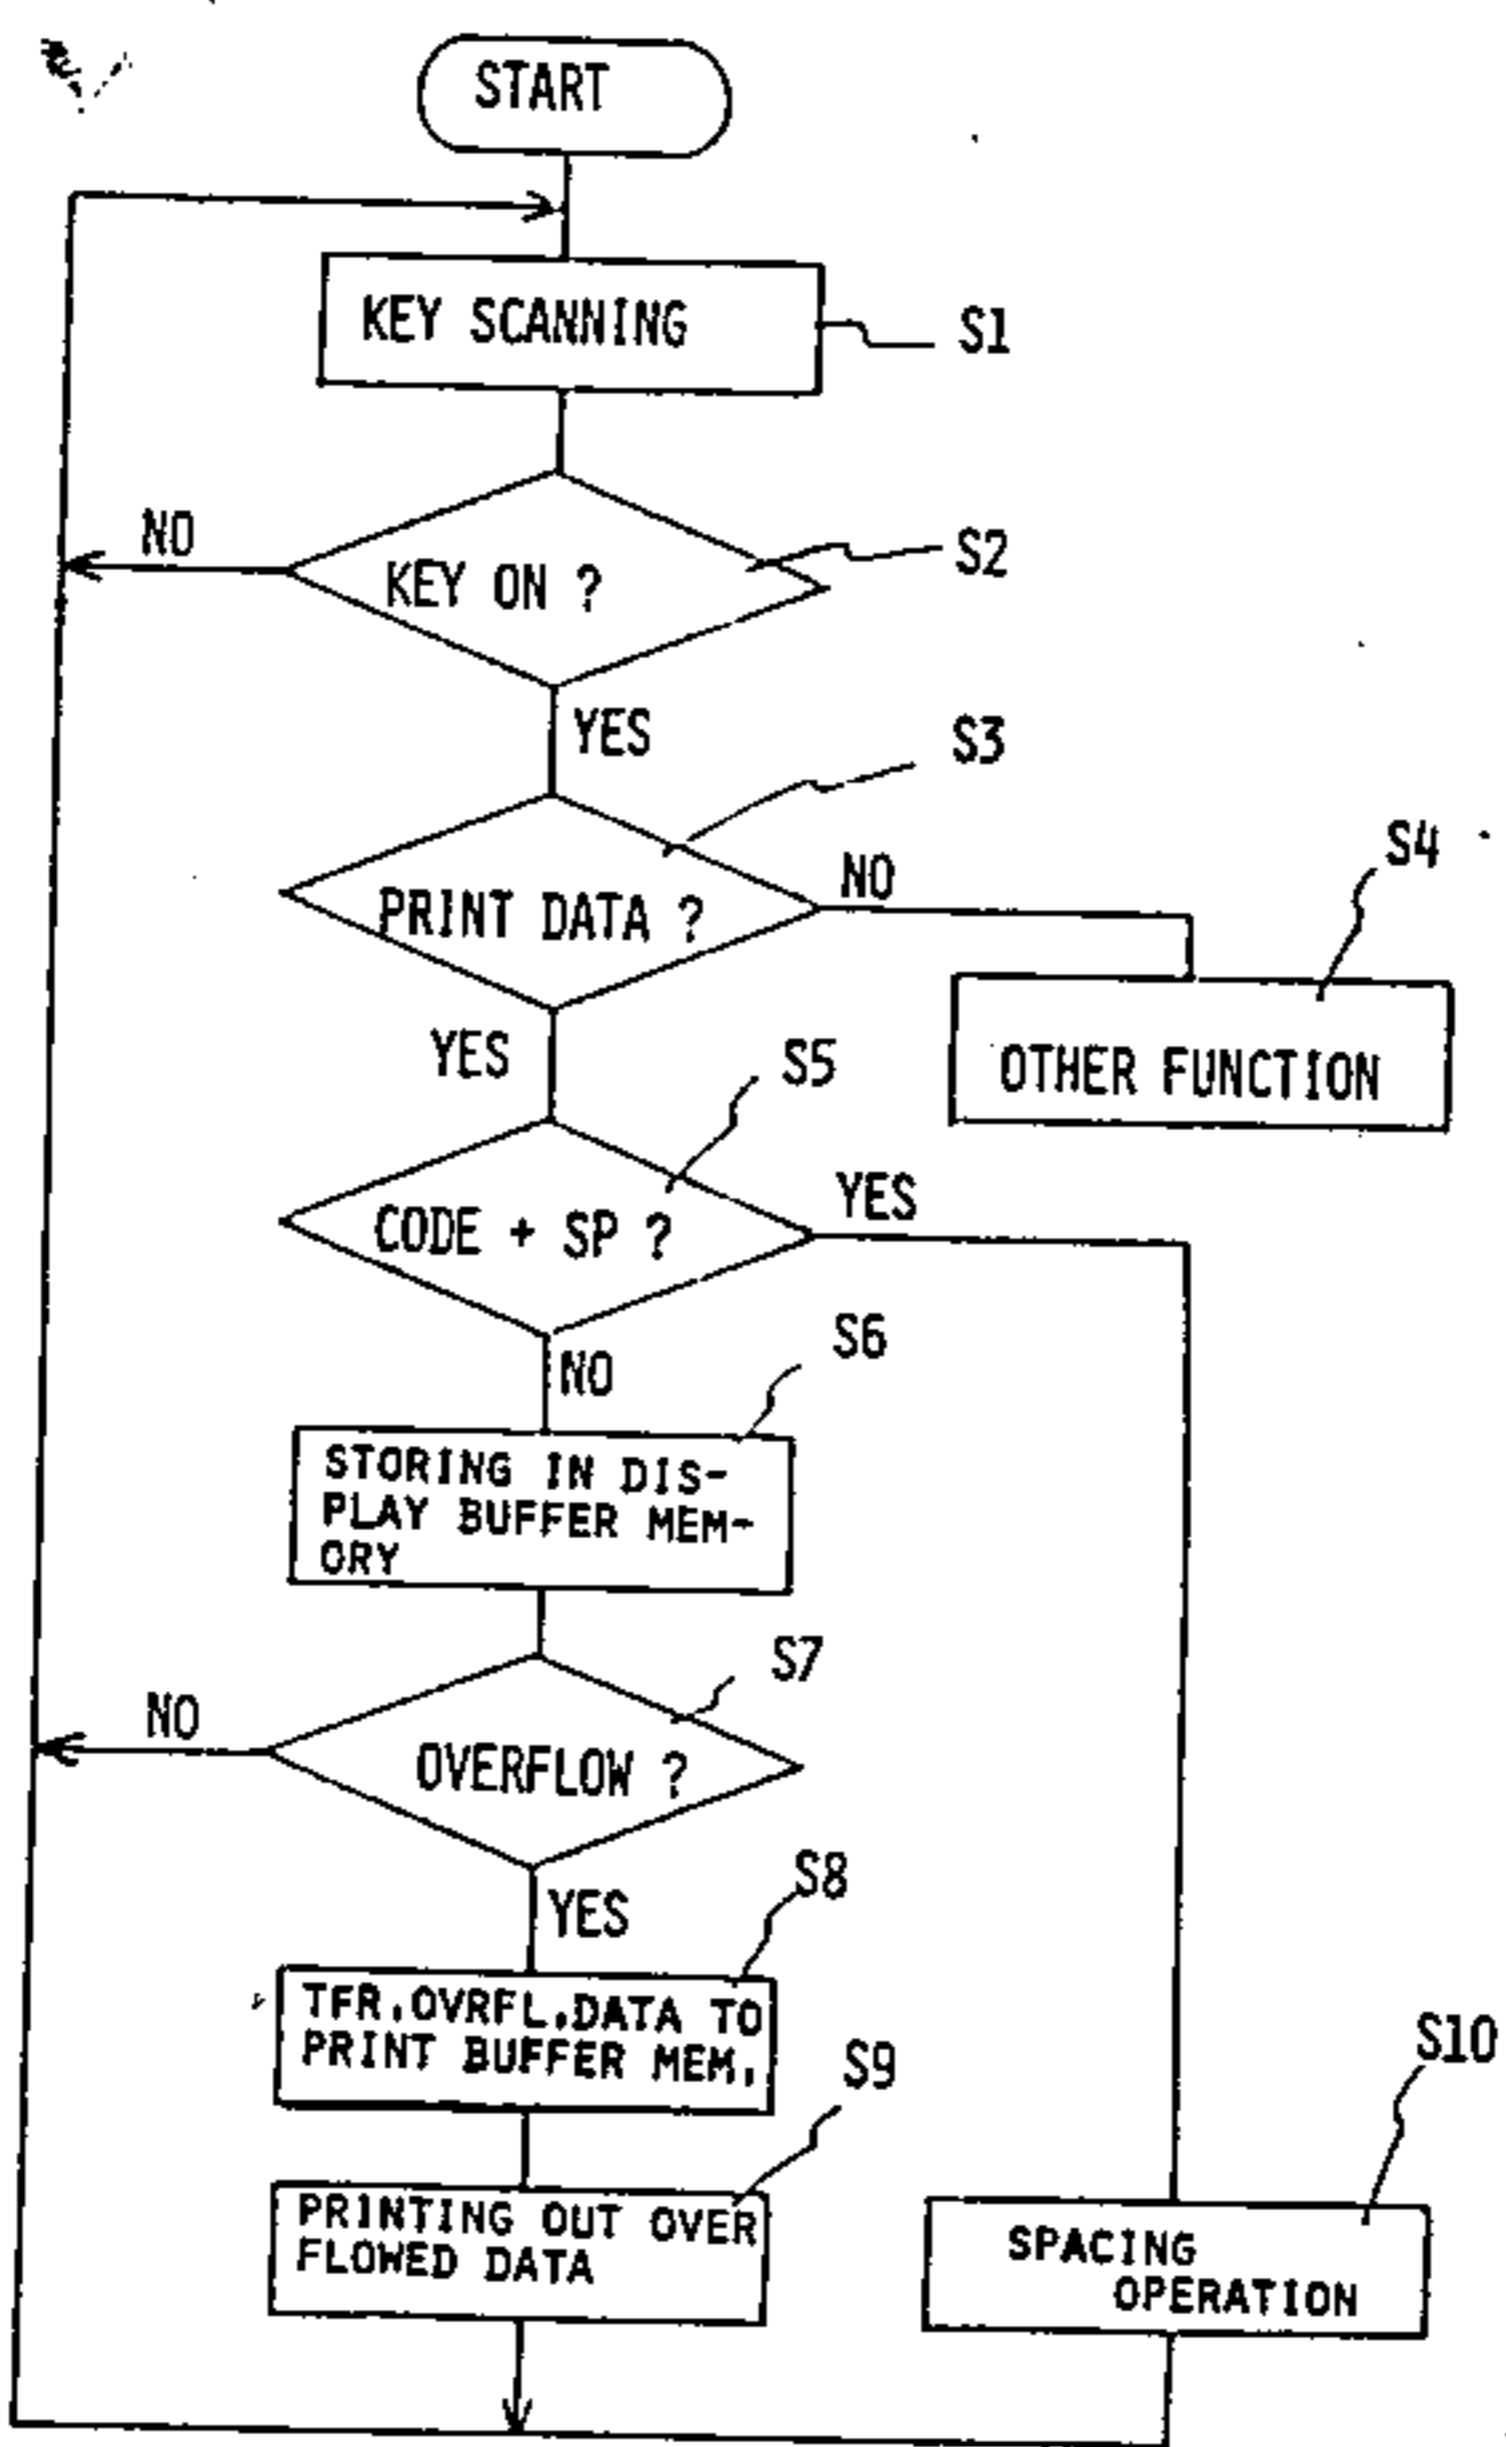 START
KEY SCANNING
S1
NO
KEY ON ?
S2
YES
S3
PRINT DATA ?
NO
S4
OTHER FUNCTION
YES
S5
CODE + SP ?
YES
NO
S6
STORING IN DIS-
PLAY BUFFER MEM-
ORY
S7
NO
OVERFLOW ?
YES
S8
TFR.OVRFL.DATA TO
PRINT BUFFER MEM.
S9
PRINTING OUT OVER
FLOWED DATA
S10
SPACING
OPERATION